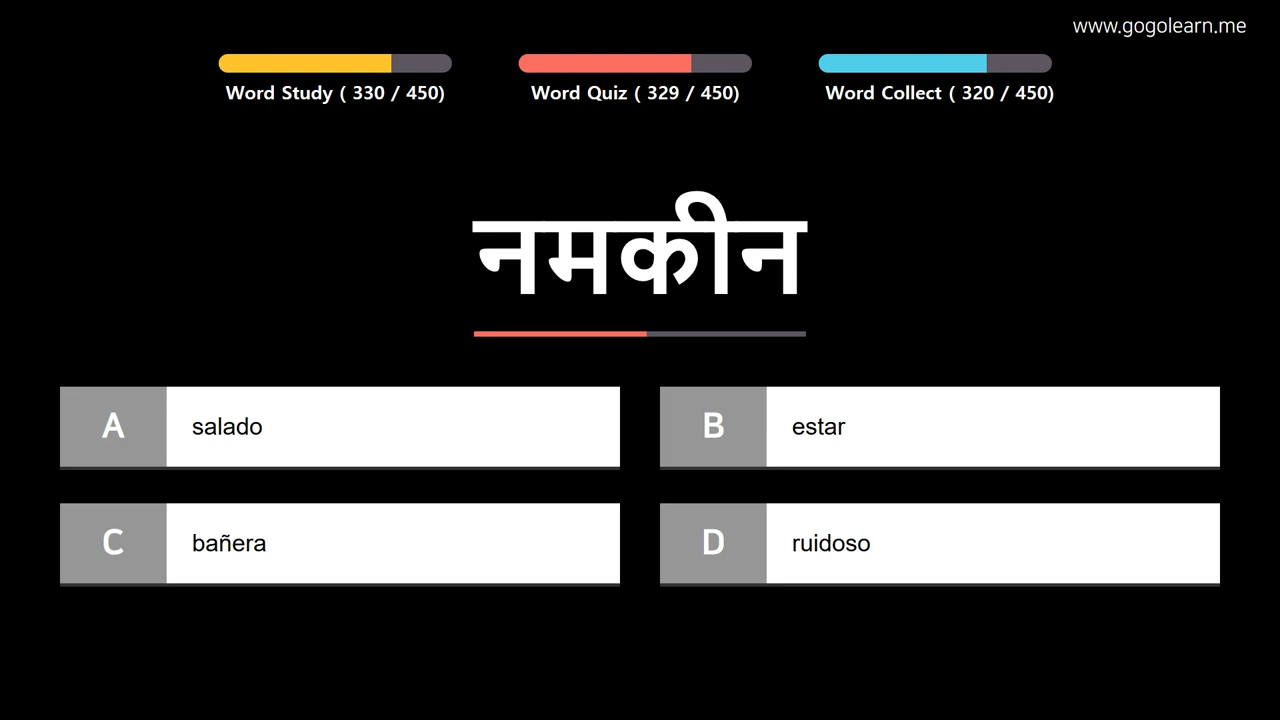 www.gogolearn.me
Word Study ( 330 / 450)
Word Quiz ( 329 / 450)
Word Collect ( 320 / 450)
नमकीन
A salado
B estar
C bañera
D ruidoso